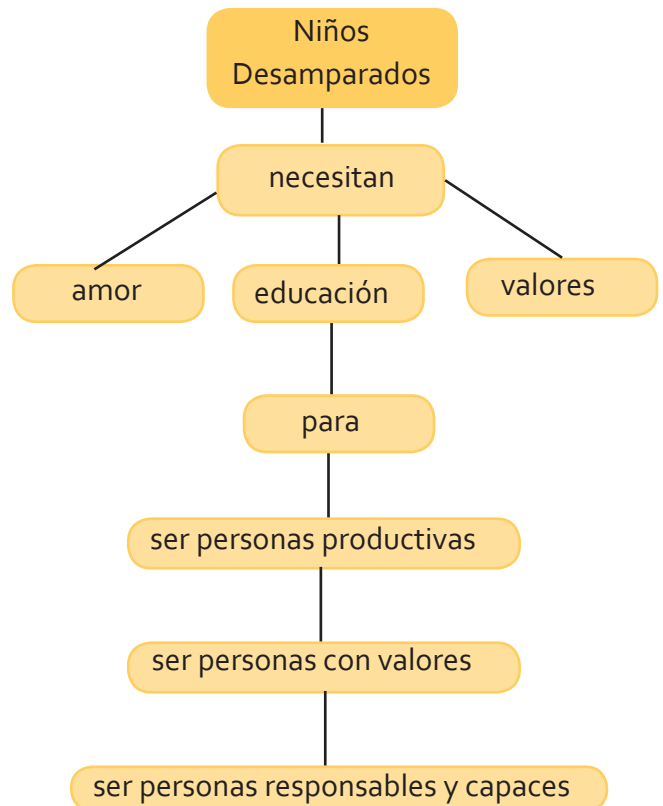 Niños
Desamparados
necesitan
amor
educación
valores
para
ser personas productivas
ser personas con valores
ser personas responsables y capaces